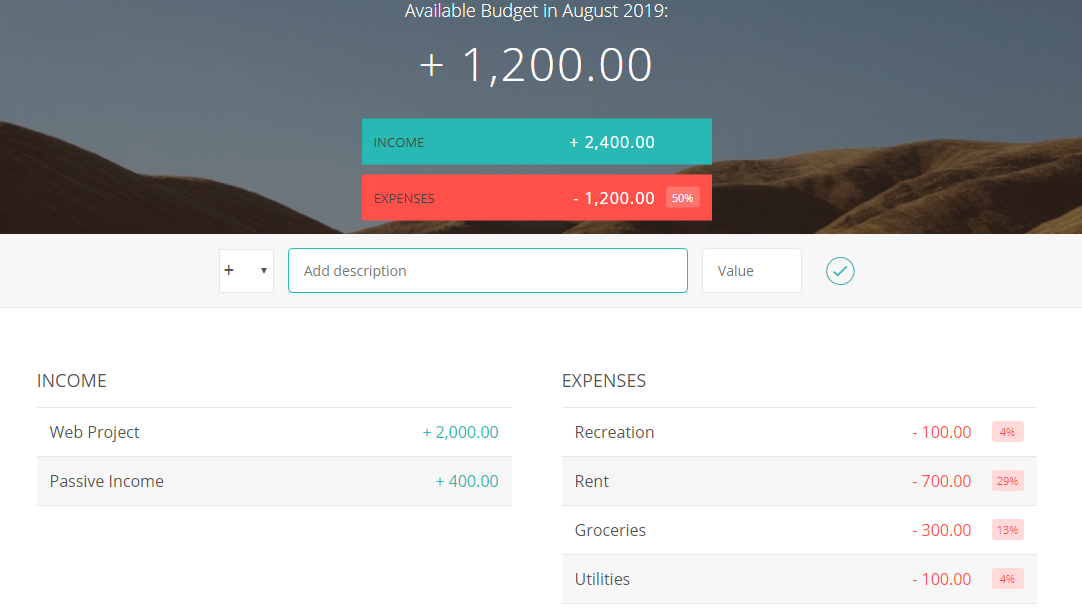 Available Budget in August 2019:
+ 1,200.00
INCOME + 2,400.00
EXPENSES - 1,200.00 50%
+ ▼ Add description Value
INCOME
Web Project + 2,000.00
Passive Income + 400.00
EXPENSES
Recreation - 100.00 4%
Rent - 700.00 29%
Groceries - 300.00 13%
Utilities - 100.00 4%